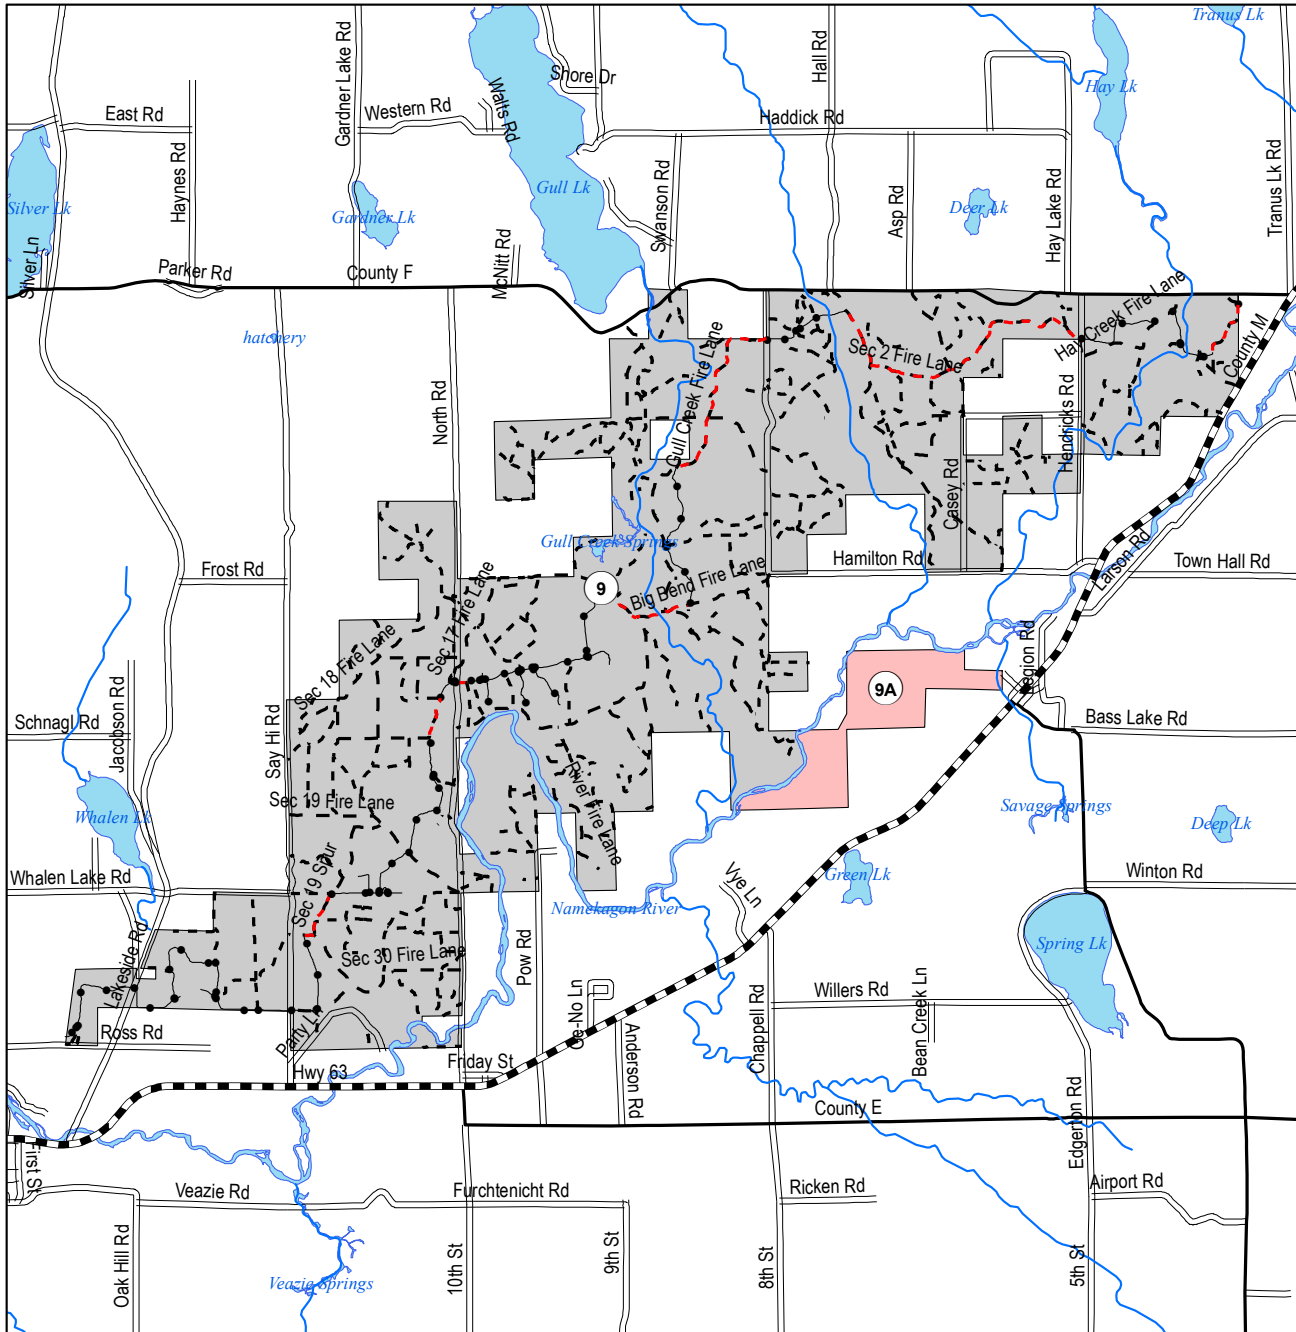 Tranus Lk
Gardner Lake Rd
Shore Dr
Hall Rd
Walts Rd
Hay Lk
East Rd
Western Rd
Haddick Rd
Haynes Rd
Gull Lk
Swanson Rd
Asp Rd
Hay Lake Rd
Tranus Lk Rd
Silver Lk
Gardner Lk
Deer Lk
Silver Ln
Parker Rd
County F
McNitt Rd
hatchery
North Rd
Gull Creek Fire Lane
Sec 2 Fire Lane
Hay Creek Fire Lane
County M
Hendricks Rd
Casey Rd
Gull Creek Springs
Frost Rd
9
Big Bend Fire Lane
Hamilton Rd
Larson Rd
Town Hall Rd
Sec 17 Fire Lane
Sec 18 Fire Lane
Jacobson Rd
Schnagl Rd
Say Hi Rd
9A
Region Rd
Bass Lake Rd
Sec 19 Fire Lane
River Fire Lane
Whalen Lk
Savage Springs
Deep Lk
Whalen Lake Rd
Sec 19 Spur
Vye Ln
Green Lk
Winton Rd
Namekagon River
Lakeside Rd
Sec 30 Fire Lane
Pow Rd
Spring Lk
Ross Rd
Party Ln
Ge-No Ln
Chappell Rd
Willers Rd
Bean Creek Ln
Hwy 63
Friday St
Anderson Rd
County E
Edgerton Rd
First St
Veazie Rd
Furchtenicht Rd
Ricken Rd
Airport Rd
Oak Hill Rd
Veazie Springs
10th St
9th St
8th St
5th St